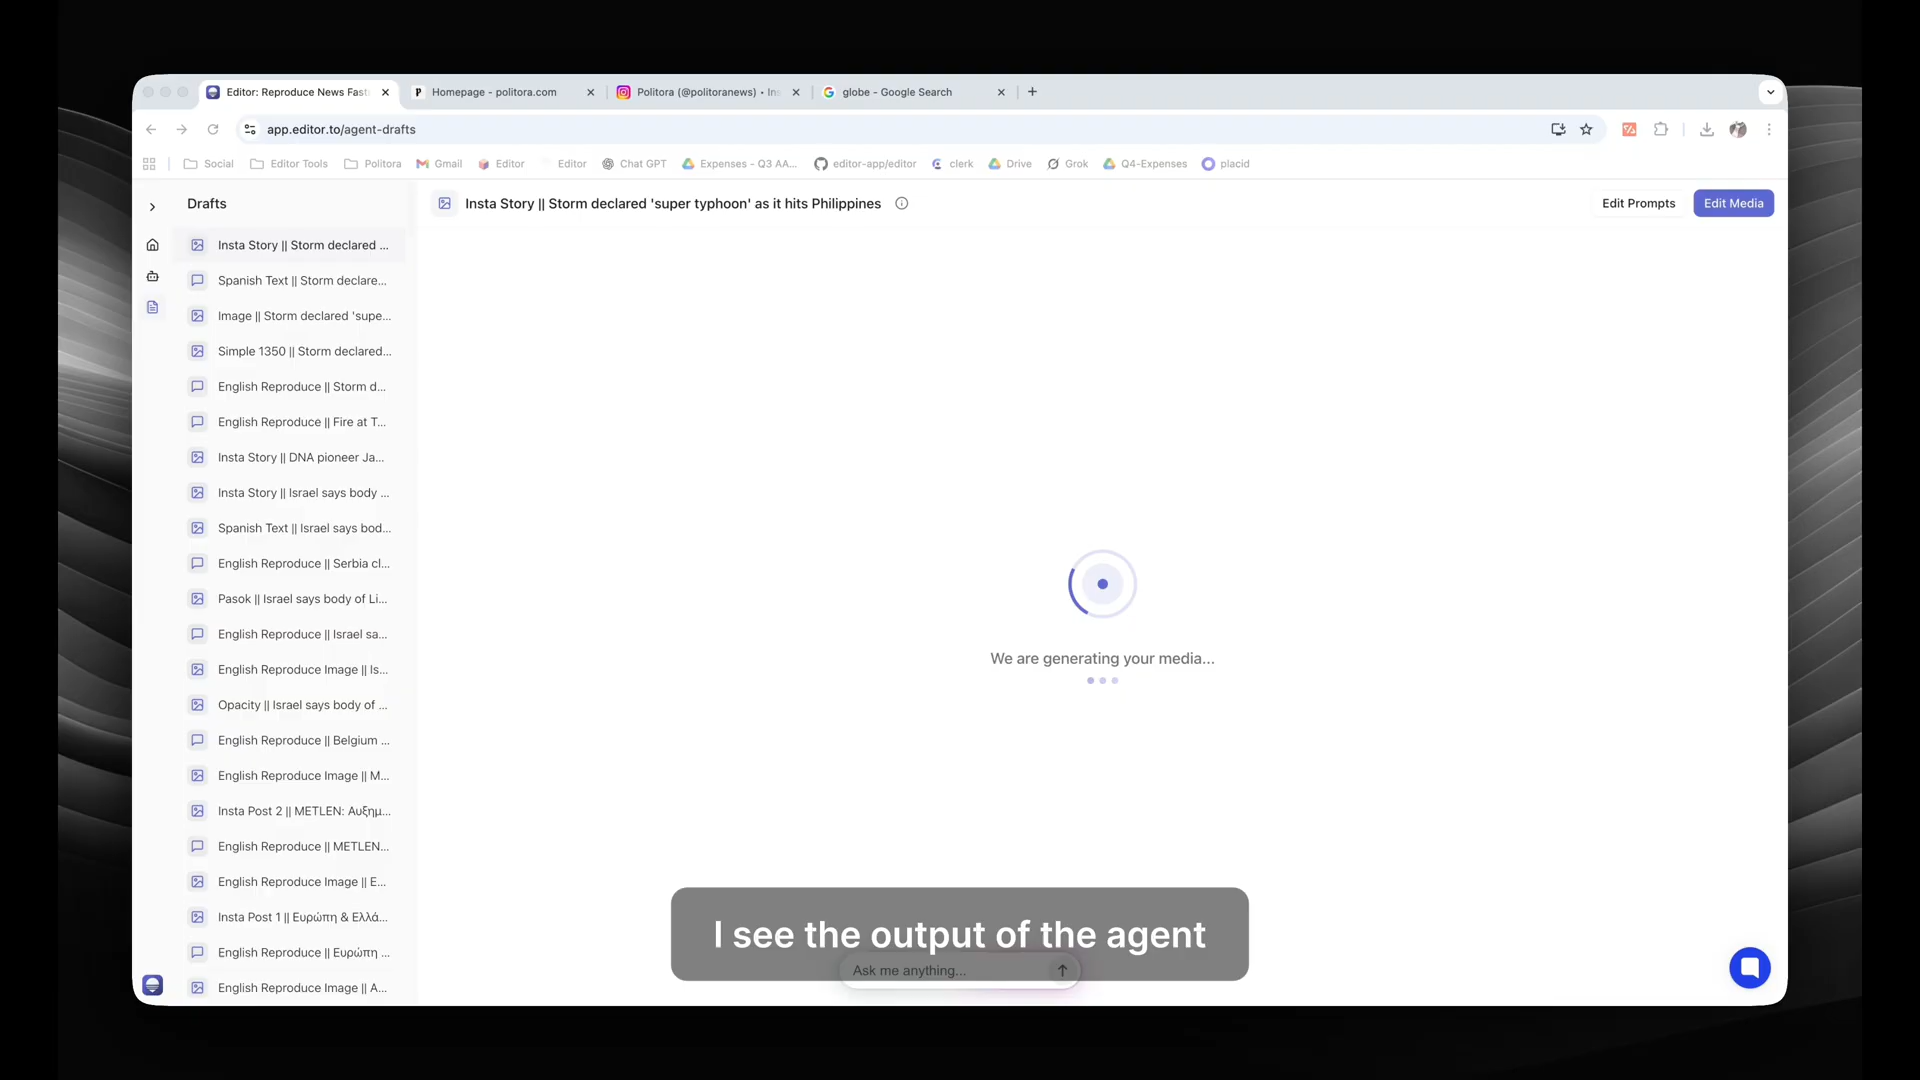 Editor: Reproduce News Fast
Homepage - politora.com
Politora (@politoranews) • Ins
globe - Google Search
app.editor.to/agent-drafts
Social
Editor Tools
Politora
Gmail
Editor
Editor
Chat GPT
Expenses - Q3 AA...
editor-app/editor
clerk
Drive
Grok
Q4-Expenses
placid
Drafts
Insta Story || Storm declared 'super typhoon' as it hits Philippines
Edit Prompts
Edit Media
Insta Story || Storm declared ...
Spanish Text || Storm declare...
Image || Storm declared 'supe...
Simple 1350 || Storm declared...
English Reproduce || Storm d...
English Reproduce || Fire at T...
Insta Story || DNA pioneer Ja...
Insta Story || Israel says body ...
Spanish Text || Israel says bod...
English Reproduce || Serbia cl...
Pasok || Israel says body of Li...
English Reproduce || Israel sa...
English Reproduce Image || Is...
Opacity || Israel says body of ...
English Reproduce || Belgium ...
English Reproduce Image || M...
Insta Post 2 || METLEN: Αυξημ...
English Reproduce || METLEN...
English Reproduce Image || E...
Insta Post 1 || Ευρώπη & Ελλά...
English Reproduce || Ευρώπη ...
English Reproduce Image || A...
We are generating your media...
I see the output of the agent
Ask me anything...